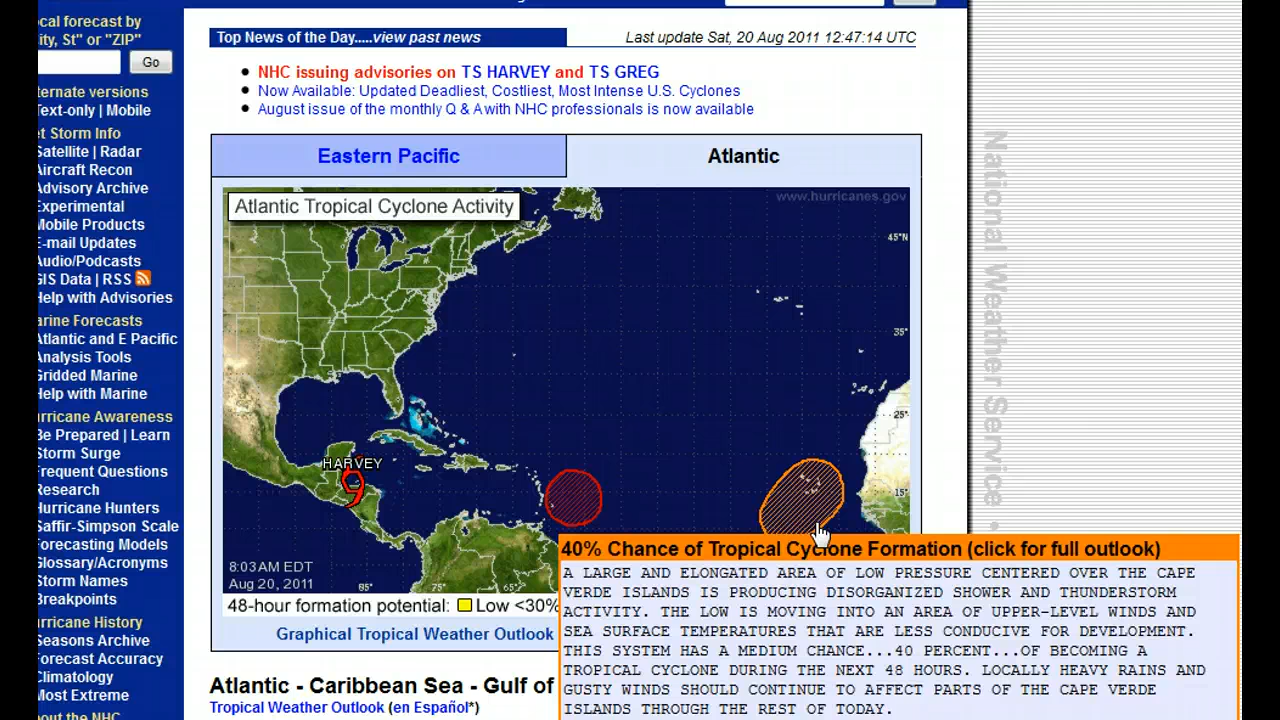 ocal forecast by
ity, St" or "ZIP"
Go
ternate versions
Text-only | Mobile
et Storm Info
Satellite | Radar
Aircraft Recon
Advisory Archive
Experimental
Mobile Products
E-mail Updates
Audio/Podcasts
GIS Data | RSS
Help with Advisories
arine Forecasts
Atlantic and E Pacific
Analysis Tools
Gridded Marine
Help with Marine
urricane Awareness
Be Prepared | Learn
Storm Surge
Frequent Questions
Research
Hurricane Hunters
Saffir-Simpson Scale
Forecasting Models
Glossary/Acronyms
Storm Names
Breakpoints
urricane History
Seasons Archive
Forecast Accuracy
Climatology
Most Extreme
out the NHC
Top News of the Day.....view past news
Last update Sat, 20 Aug 2011 12:47:14 UTC
• NHC issuing advisories on TS HARVEY and TS GREG
• Now Available: Updated Deadliest, Costliest, Most Intense U.S. Cyclones
• August issue of the monthly Q & A with NHC professionals is now available
Eastern Pacific
Atlantic
Atlantic Tropical Cyclone Activity
www.hurricanes.gov
45°N
35°
25°
15°
HARVEY
8:03AM EDT
Aug 20, 2011
85°
75°
65°
48-hour formation potential: Low <30%
Graphical Tropical Weather Outlook
40% Chance of Tropical Cyclone Formation (click for full outlook)
A LARGE AND ELONGATED AREA OF LOW PRESSURE CENTERED OVER THE CAPE
VERDE ISLANDS IS PRODUCING DISORGANIZED SHOWER AND THUNDERSTORM
ACTIVITY. THE LOW IS MOVING INTO AN AREA OF UPPER-LEVEL WINDS AND
SEA SURFACE TEMPERATURES THAT ARE LESS CONDUCIVE FOR DEVELOPMENT.
THIS SYSTEM HAS A MEDIUM CHANCE...40 PERCENT...OF BECOMING A
TROPICAL CYCLONE DURING THE NEXT 48 HOURS. LOCALLY HEAVY RAINS AND
GUSTY WINDS SHOULD CONTINUE TO AFFECT PARTS OF THE CAPE VERDE
ISLANDS THROUGH THE REST OF TODAY.
Atlantic - Caribbean Sea - Gulf of
Tropical Weather Outlook (en Español*)
National Weather Service •